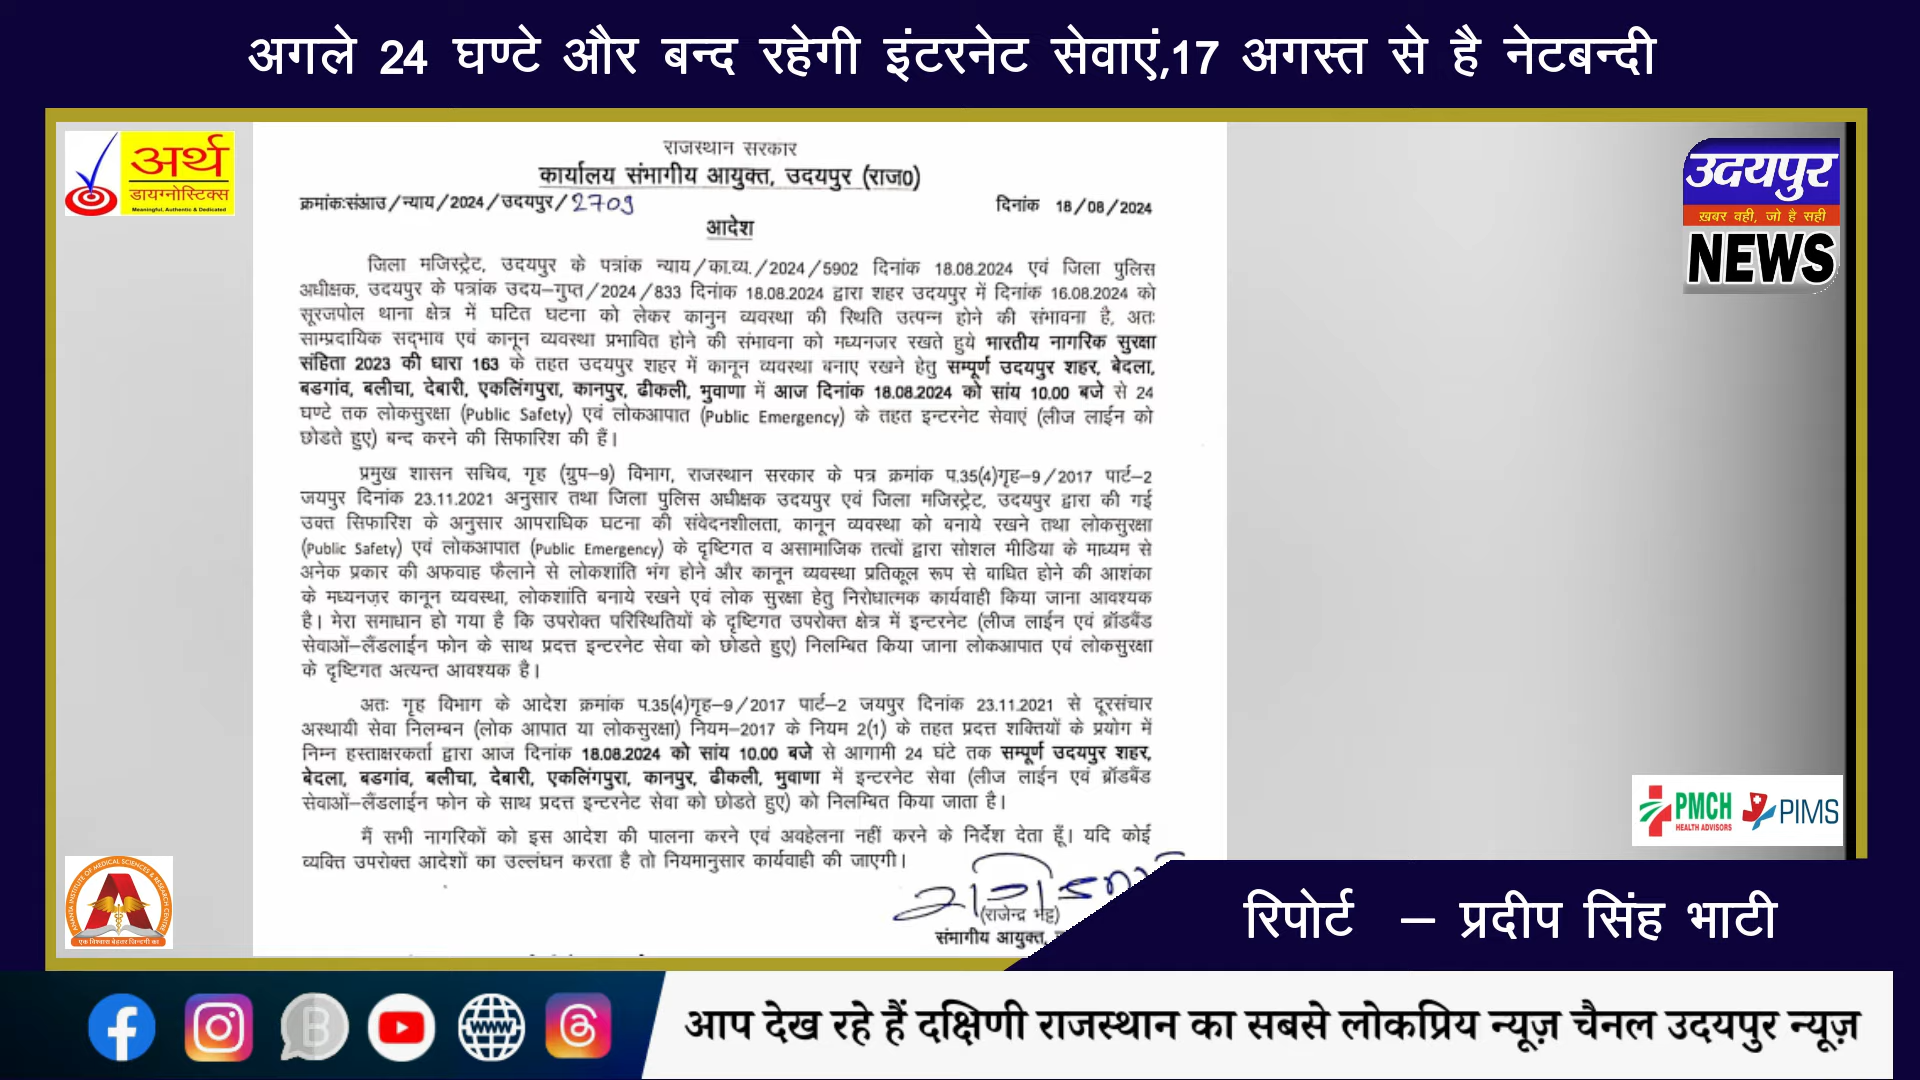 अगले 24 घण्टे और बन्द रहेगी इंटरनेट सेवाएं,17 अगस्त से है नेटबन्दी
अर्थ
डायग्नोस्टिक्स
Meaningful, Authentic & Dedicated
उदयपुर
ख़बर वही, जो है सही
NEWS
राजस्थान सरकार
कार्यालय संभागीय आयुक्त, उदयपुर (राज0)
क्रमांक:संआउ/न्याय/2024/उदयपुर/2709
दिनांक 18/08/2024
आदेश
जिला मजिस्ट्रेट, उदयपुर के पत्रांक न्याय/का.व्य./2024/5902 दिनांक 18.08.2024 एवं जिला पुलिस
अधीक्षक, उदयपुर के पत्रांक उदय–गुप्त/2024/833 दिनांक 18.08.2024 द्वारा शहर उदयपुर में दिनांक 16.08.2024 को
सूरजपोल थाना क्षेत्र में घटित घटना को लेकर कानुन व्यवस्था की स्थिति उत्पन्न होने की संभावना है, अतः
साम्प्रदायिक सद्भाव एवं कानून व्यवस्था प्रभावित होने की संभावना को मध्यनजर रखते हुये भारतीय नागरिक सुरक्षा
संहिता 2023 की धारा 163 के तहत उदयपुर शहर में कानून व्यवस्था बनाए रखने हेतु सम्पूर्ण उदयपुर शहर, बेदला,
बडगांव, बलीचा, देबारी, एकलिंगपुरा, कानपुर, ढीकली, भुवाणा में आज दिनांक 18.08.2024 को सांय 10.00 बजे से 24
घण्टे तक लोकसुरक्षा (Public Safety) एवं लोकआपात (Public Emergency) के तहत इन्टरनेट सेवाएं (लीज लाईन को
छोडते हुए) बन्द करने की सिफारिश की हैं।
प्रमुख शासन सचिव, गृह (ग्रुप–9) विभाग, राजस्थान सरकार के पत्र क्रमांक प.35(4)गृह–9/2017 पार्ट–2
जयपुर दिनांक 23.11.2021 अनुसार तथा जिला पुलिस अधीक्षक उदयपुर एवं जिला मजिस्ट्रेट, उदयपुर द्वारा की गई
उक्त सिफारिश के अनुसार आपराधिक घटना की संवेदनशीलता, कानून व्यवस्था को बनाये रखने तथा लोकसुरक्षा
(Public Safety) एवं लोकआपात (Public Emergency) के दृष्टिगत व असामाजिक तत्वों द्वारा सोशल मीडिया के माध्यम से
अनेक प्रकार की अफवाह फैलाने से लोकशांति भंग होने और कानून व्यवस्था प्रतिकूल रूप से बाधित होने की आशंका
के मध्यनज़र कानून व्यवस्था, लोकशांति बनाये रखने एवं लोक सुरक्षा हेतु निरोधात्मक कार्यवाही किया जाना आवश्यक
है। मेरा समाधान हो गया है कि उपरोक्त परिस्थितियों के दृष्टिगत उपरोक्त क्षेत्र में इन्टरनेट (लीज लाईन एवं ब्रॉडबैंड
सेवाओं–लैंडलाईन फोन के साथ प्रदत्त इन्टरनेट सेवा को छोडते हुए) निलम्बित किया जाना लोकआपात एवं लोकसुरक्षा
के दृष्टिगत अत्यन्त आवश्यक है।
अतः गृह विभाग के आदेश क्रमांक प.35(4)गृह–9/2017 पार्ट–2 जयपुर दिनांक 23.11.2021 से दूरसंचार
अस्थायी सेवा निलम्बन (लोक आपात या लोकसुरक्षा) नियम–2017 के नियम 2(1) के तहत प्रदत्त शक्तियों के प्रयोग में
निम्न हस्ताक्षरकर्ता द्वारा आज दिनांक 18.08.2024 को सांय 10.00 बजे से आगामी 24 घंटे तक सम्पूर्ण उदयपुर शहर,
बेदला, बडगांव, बलीचा, देबारी, एकलिंगपुरा, कानपुर, ढीकली, भुवाणा में इन्टरनेट सेवा (लीज लाईन एवं ब्रॉडबैंड
सेवाओं–लैंडलाईन फोन के साथ प्रदत्त इन्टरनेट सेवा को छोडते हुए) को निलम्बित किया जाता है।
मैं सभी नागरिकों को इस आदेश की पालना करने एवं अवहेलना नहीं करने के निर्देश देता हूँ। यदि कोई
व्यक्ति उपरोक्त आदेशों का उल्लंघन करता है तो नियमानुसार कार्यवाही की जाएगी।
(राजेन्द्र भट्ट)
संभागीय आयुक्त,
PMCH
HEALTH ADVISORS
PIMS
ANANTA INSTITUTE OF MEDICAL SCIENCES & RESEARCH CENTRE
एक विश्वास बेहतर जिन्दगी का
रिपोर्ट – प्रदीप सिंह भाटी
WWW
आप देख रहे हैं दक्षिणी राजस्थान का सबसे लोकप्रिय न्यूज़ चैनल उदयपुर न्यूज़